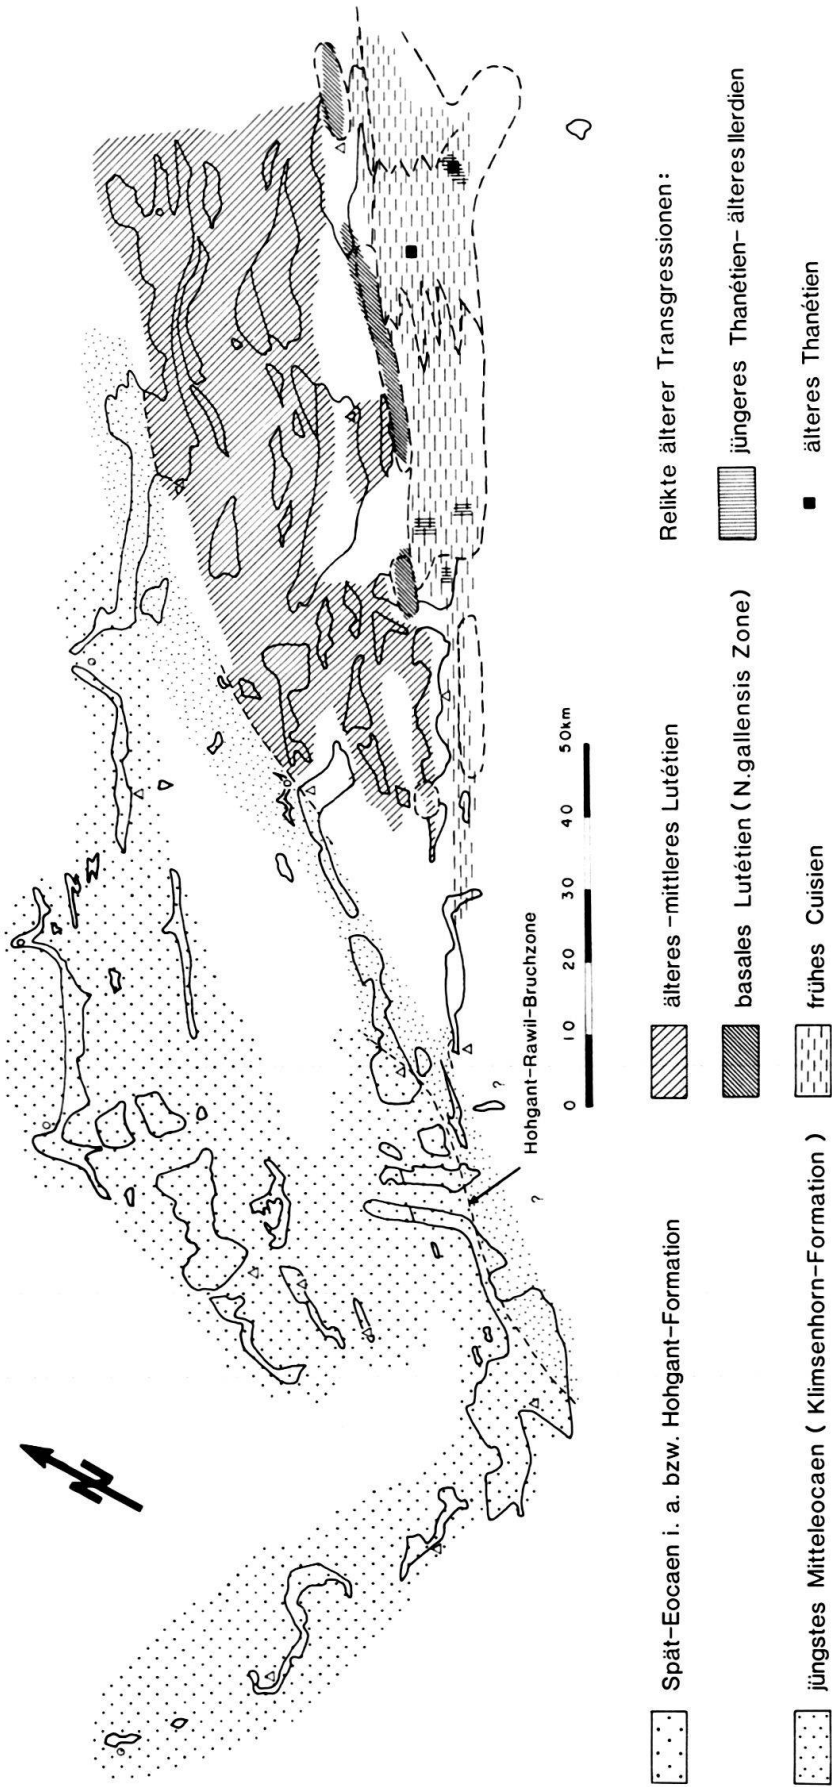 N
?
Hohgant-Rawil-Bruchzone
?
0 10 20 30 40 50km
Spät-Eocaen i. a. bzw. Hohgant-Formation
jüngstes Mitteleocaen ( Klimsenhorn-Formation )
älteres -mittleres Lutétien
basales Lutétien ( N. gallensis Zone)
frühes Cuisien
Relikte älterer Transgressionen:
jüngeres Thanétien- älteres Ilerdien
älteres Thanétien